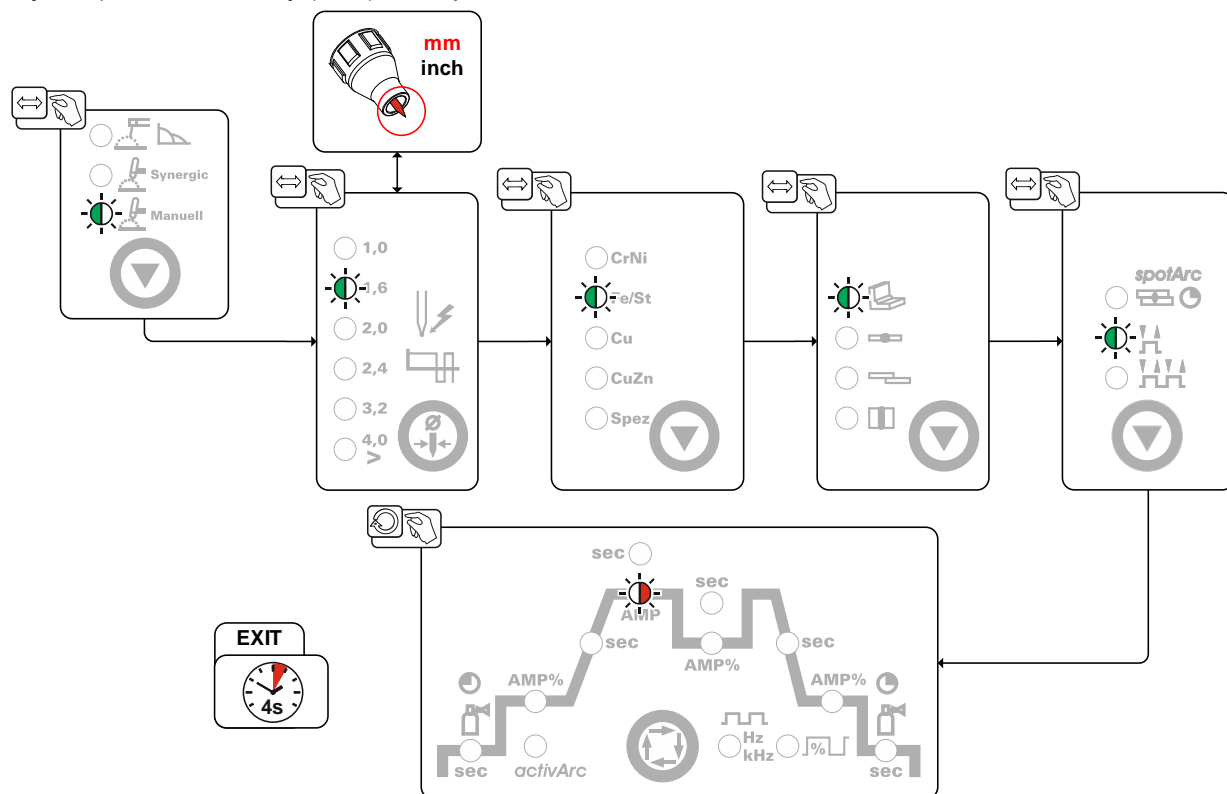 mm
inch
Synergic
Manuell
1,0
1,6
2,0
2,4
3,2
4,0
>
Ø
CrNi
Fe/St
Cu
CuZn
Spez
spotArc
sec
AMP
sec
sec
AMP%
sec
AMP%
AMP%
sec
activArc
Hz
kHz
%
sec
EXIT
4s